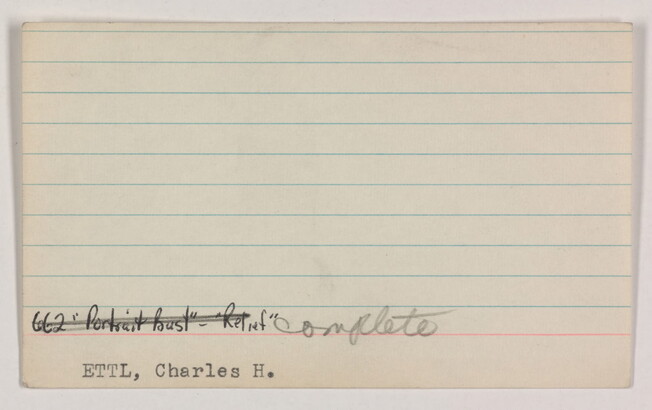 662 "Portrait Bust" - "Relief" complete
ETTL, Charles H.